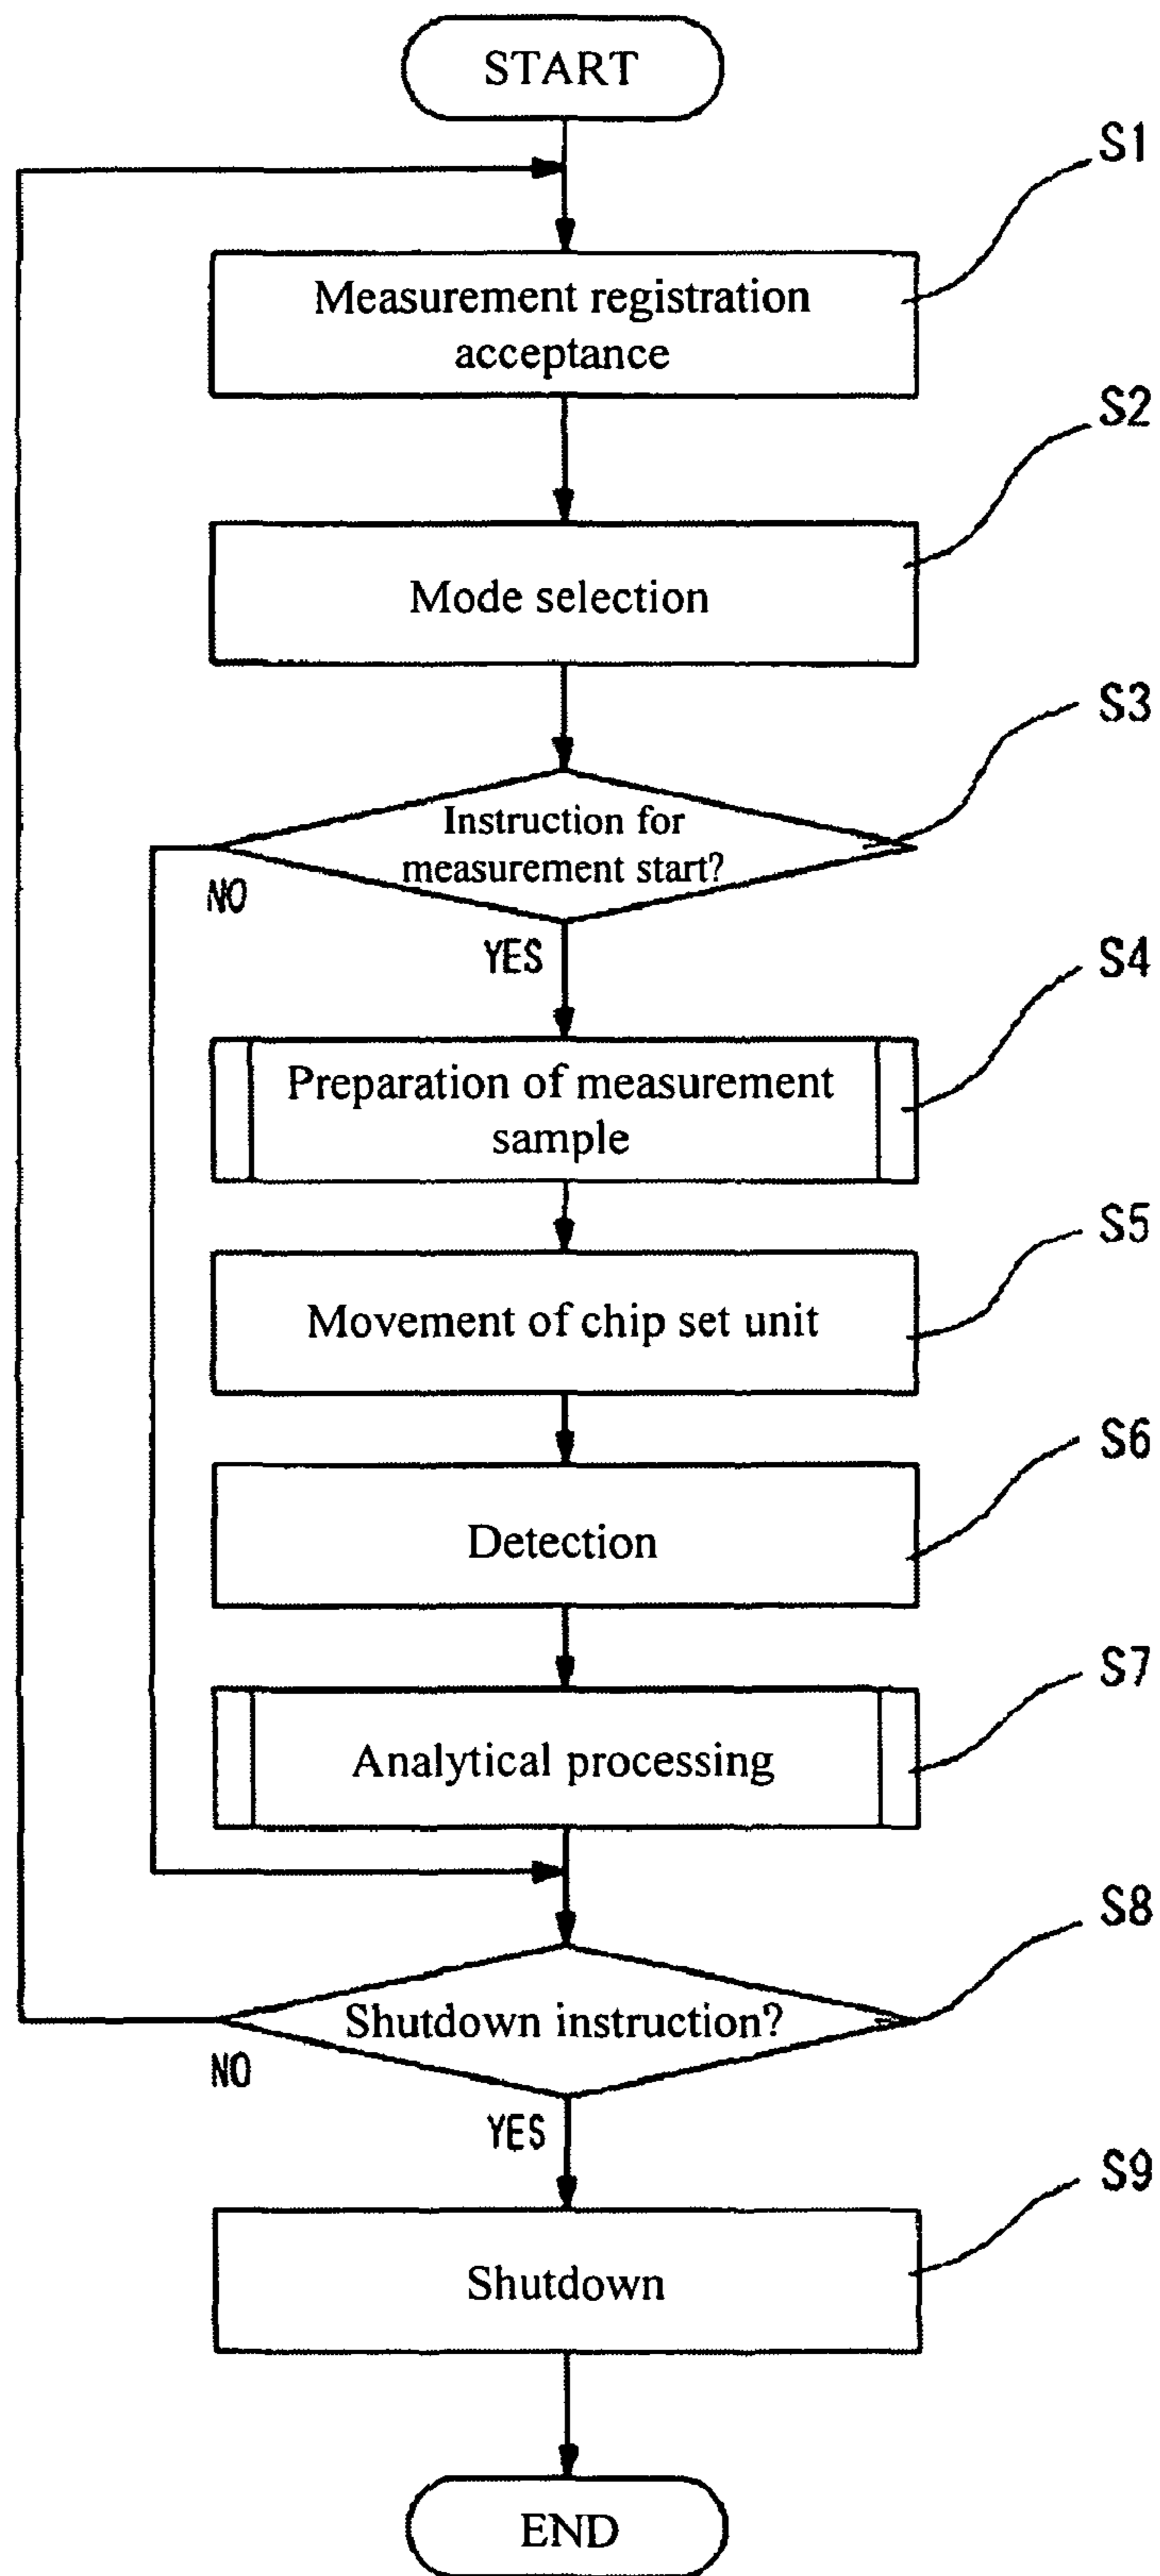 START
S1
Measurement registration
acceptance
S2
Mode selection
S3
Instruction for
measurement start?
NO
YES
S4
Preparation of measurement
sample
S5
Movement of chip set unit
S6
Detection
S7
Analytical processing
S8
Shutdown instruction?
NO
YES
S9
Shutdown
END